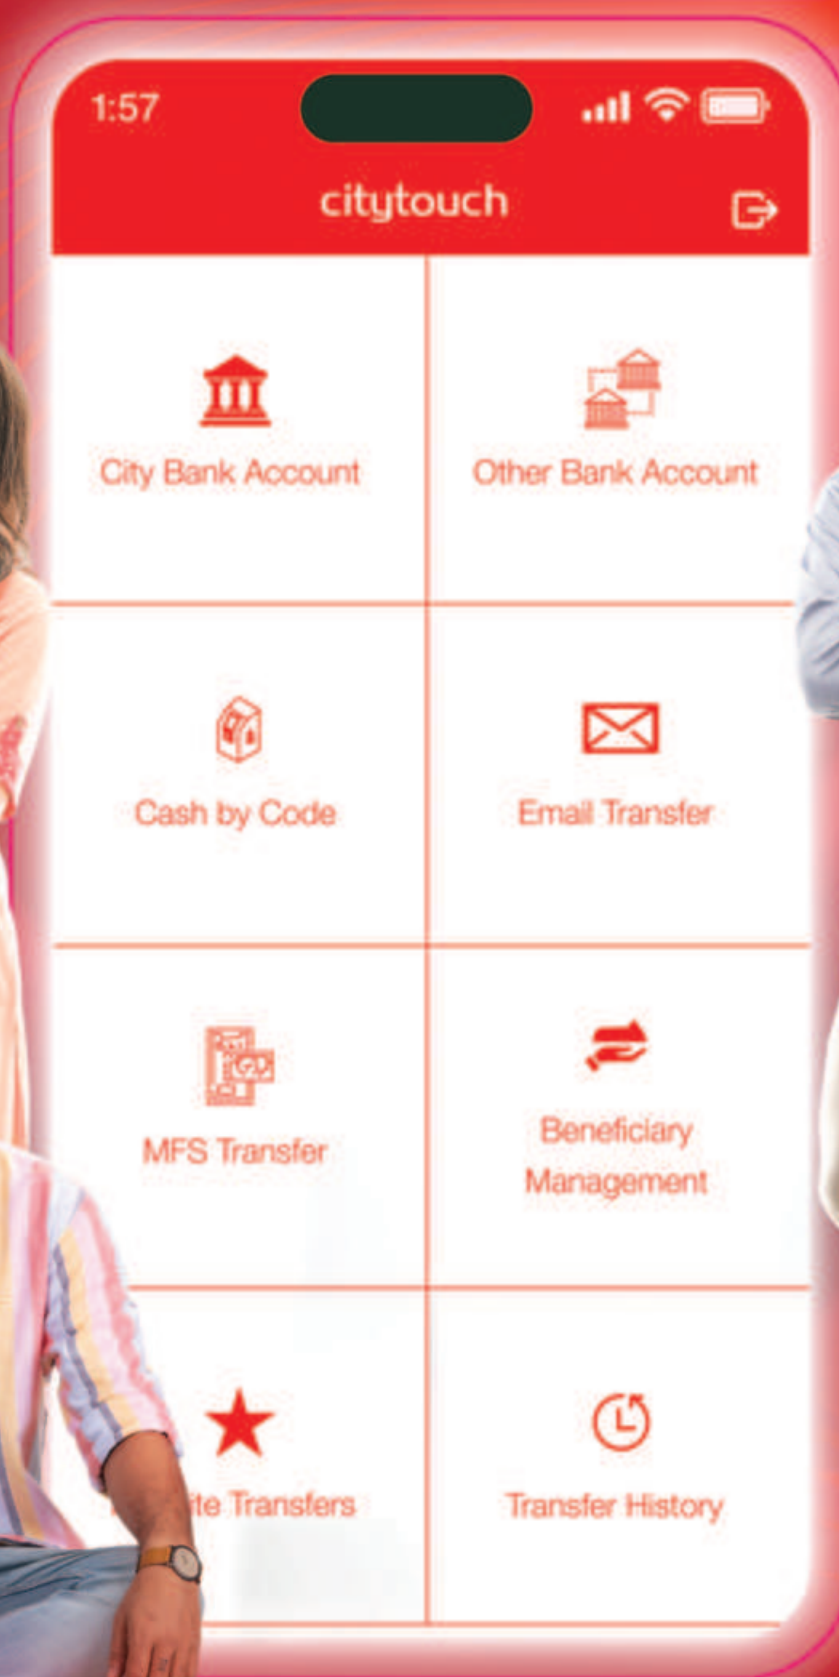 1:57
citytouch
City Bank Account
Other Bank Account
Cash by Code
Email Transfer
MFS Transfer
Beneficiary
Management
ite Transfers
Transfer History